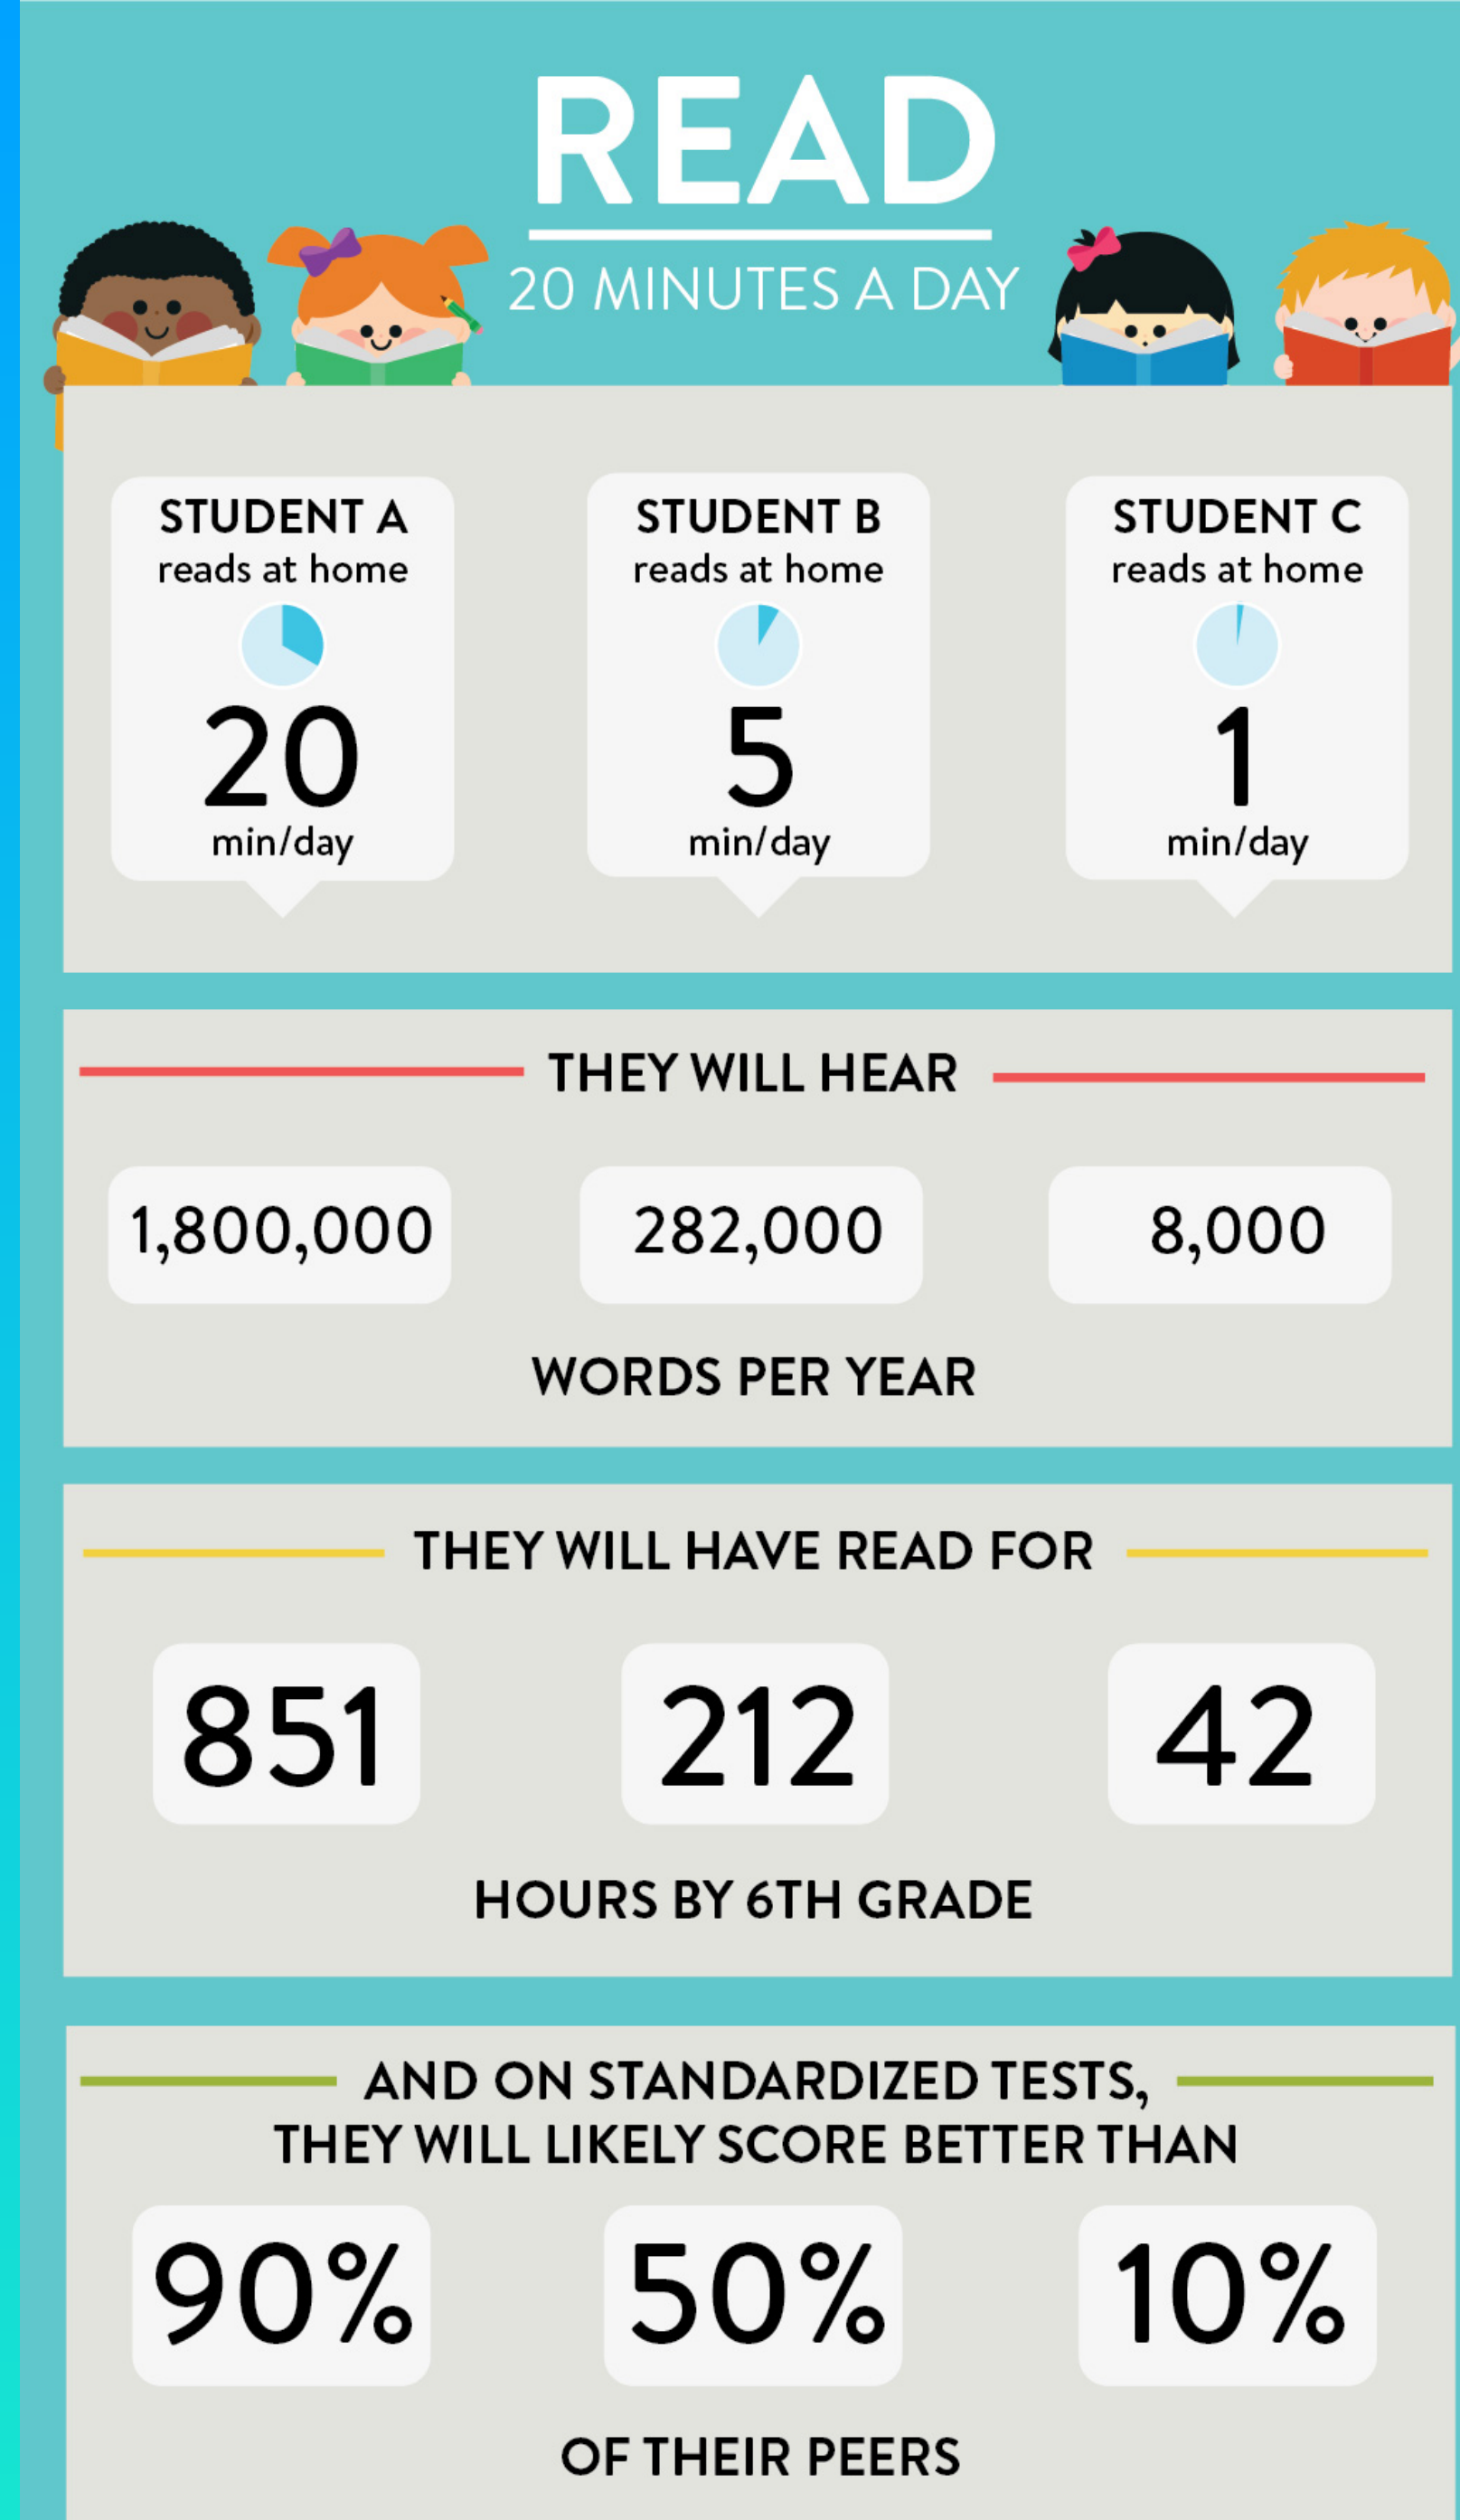 READ
20 MINUTES A DAY
STUDENT A
reads at home
20
min/day
STUDENT B
reads at home
5
min/day
STUDENT C
reads at home
1
min/day
THEY WILL HEAR
1,800,000
282,000
8,000
WORDS PER YEAR
THEY WILL HAVE READ FOR
851
212
42
HOURS BY 6TH GRADE
AND ON STANDARDIZED TESTS,
THEY WILL LIKELY SCORE BETTER THAN
90%
50%
10%
OF THEIR PEERS